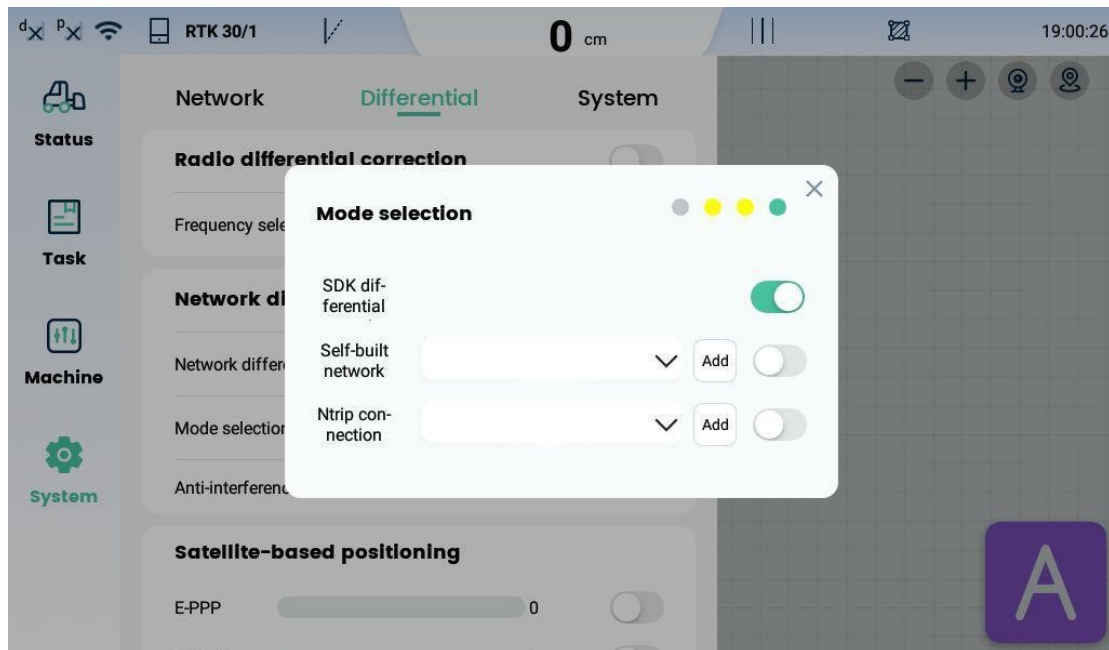 d P RTK 30/1 0 cm 19:00:26
Status
Task
Machine
System
Network Differential System
Radio differential correction
Frequency sele
Network di
Network differe
Mode selection
Anti-interferenc
Satellite-based positioning
E-PPP 0
Mode selection
SDK dif-
ferential
Self-built
network
Add
Ntrip con-
nection
Add
A